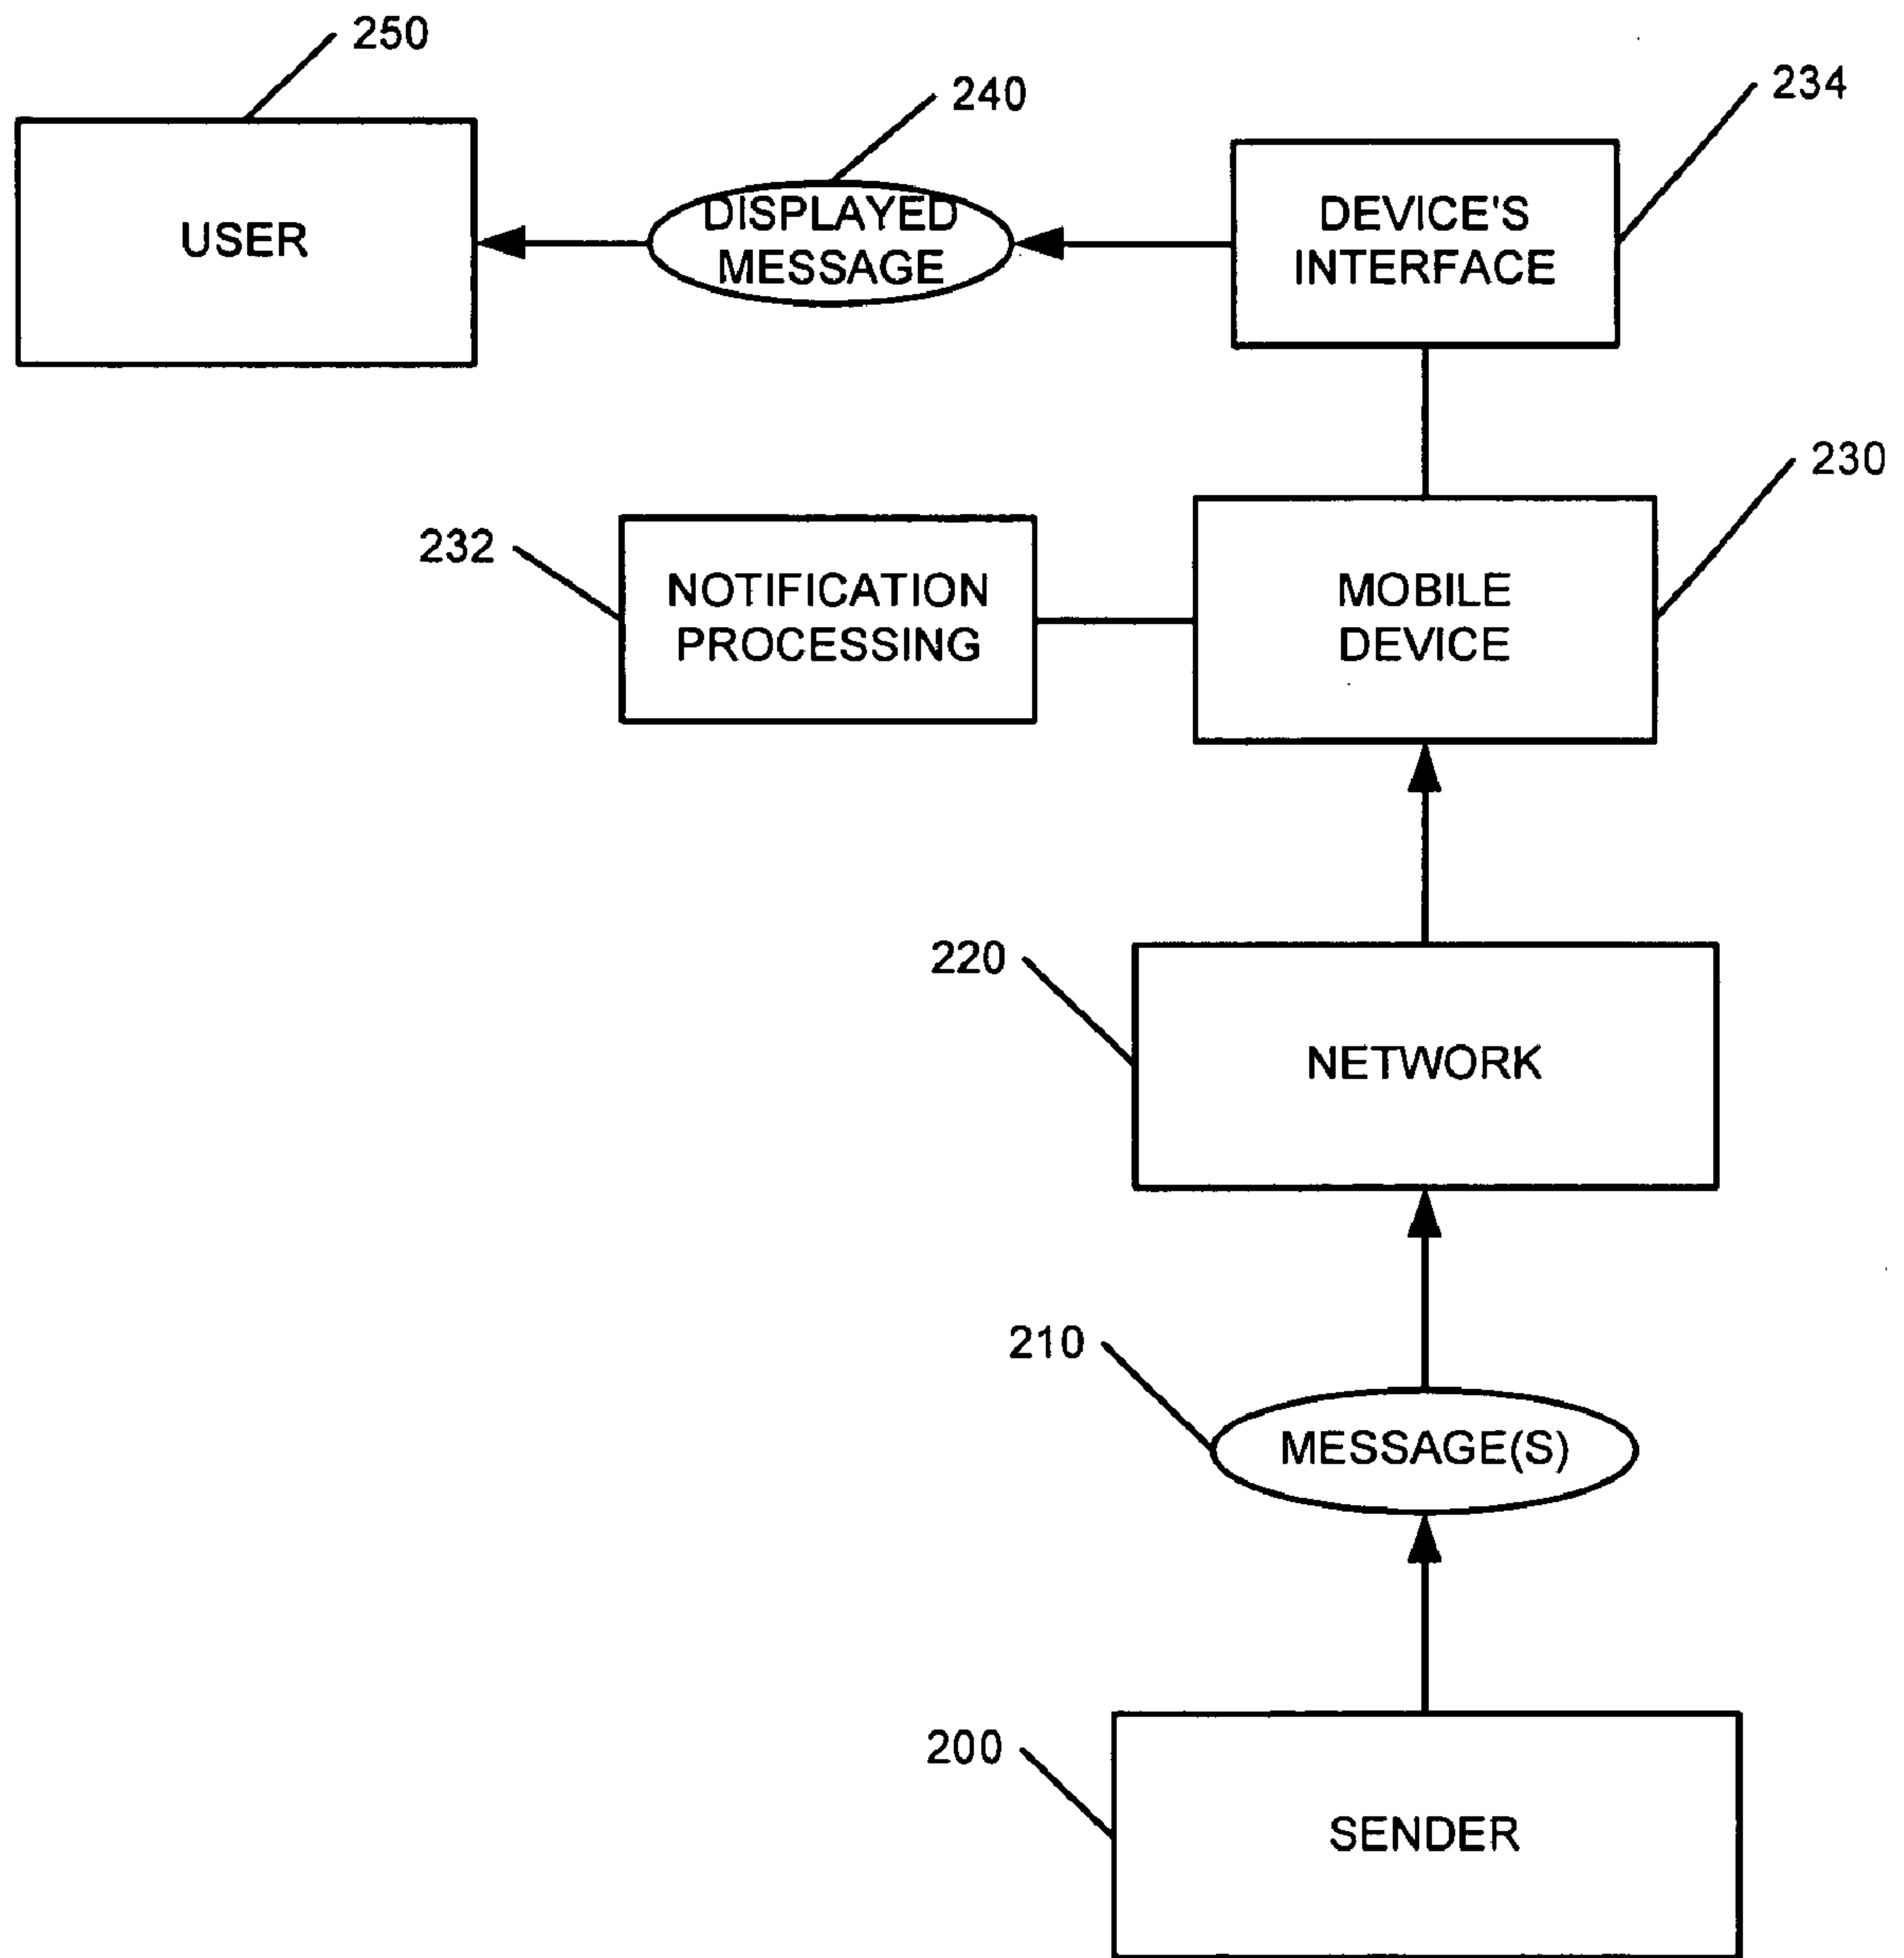 250
240
234
USER
DISPLAYED
MESSAGE
DEVICE'S
INTERFACE
230
232
NOTIFICATION
PROCESSING
MOBILE
DEVICE
220
NETWORK
210
MESSAGE(S)
200
SENDER